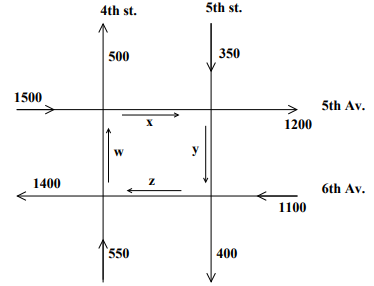 4th st. 5th st.
500 350
1500 5th Av.
x 1200
w y
1400 z 6th Av.
1100
550 400